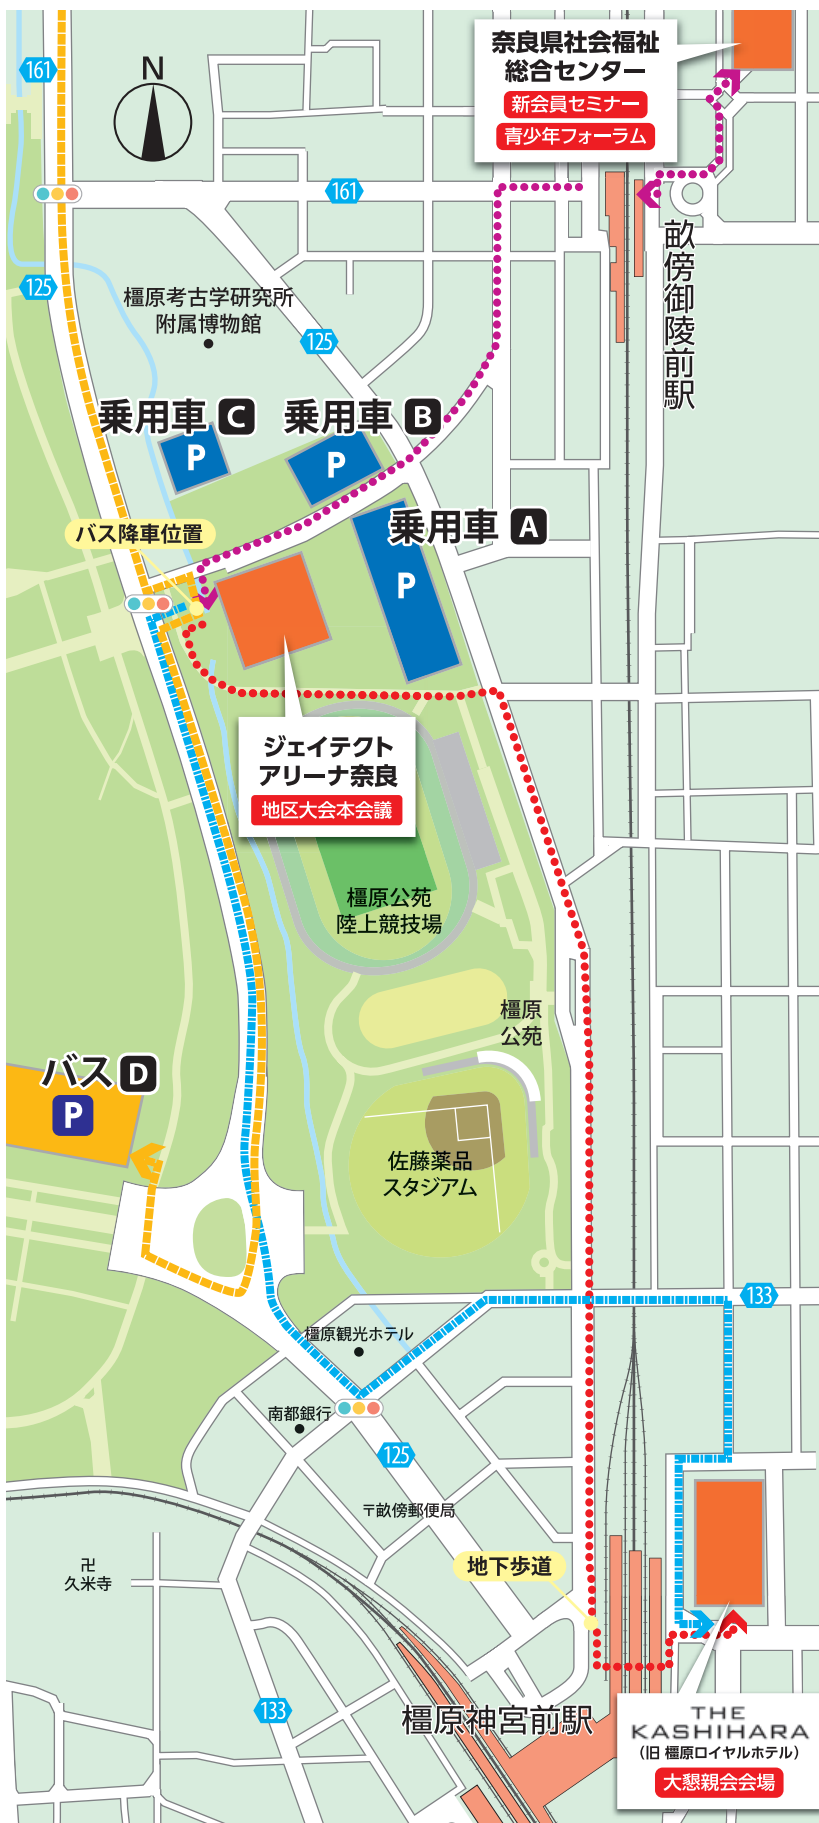 奈良県社会福祉
総合センター
新会員セミナー
青少年フォーラム
161
N
161
畝傍御陵前駅
125
橿原考古学研究所
附属博物館
125
乗用車 C
P
乗用車 B
P
乗用車 A
P
バス降車位置
ジェイテクト
アリーナ奈良
地区大会本会議
橿原公苑
陸上競技場
橿原
公苑
バス D
P
佐藤薬品
スタジアム
133
橿原観光ホテル
南都銀行
125
〒畝傍郵便局
地下歩道
卍
久米寺
133
橿原神宮前駅
THE
KASHIHARA
(旧 橿原ロイヤルホテル)
大懇親会会場